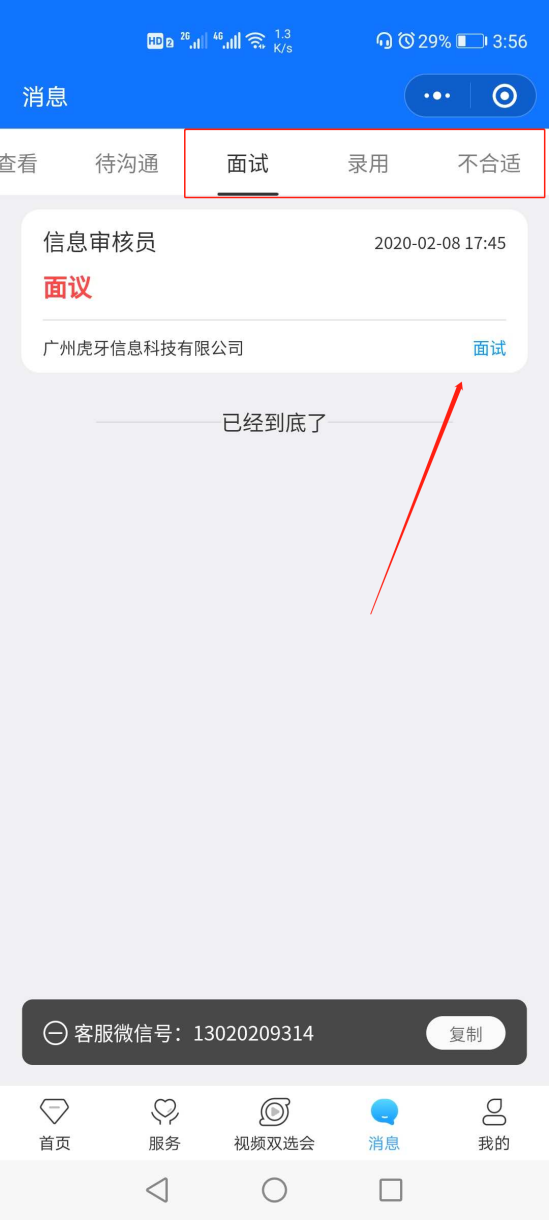 HD 2 2G 4G 1.3 K/s 29% 3:56
消息
查看 待沟通 面试 录用 不合适
信息审核员 2020-02-08 17:45
面议
广州虎牙信息科技有限公司 面试
已经到底了
客服微信号：13020209314 复制
首页 服务 视频双选会 消息 我的